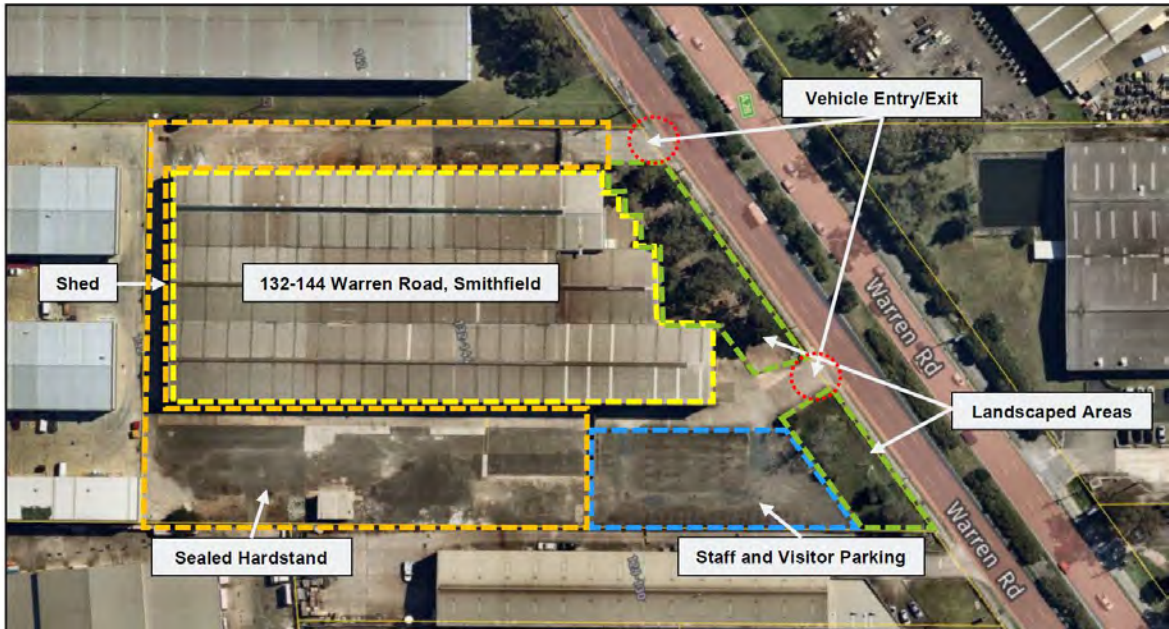 Vehicle Entry/Exit
A28
Shed
132-144 Warren Road, Smithfield
Warren Rd
Landscaped Areas
Sealed Hardstand
Staff and Visitor Parking
Warren Rd